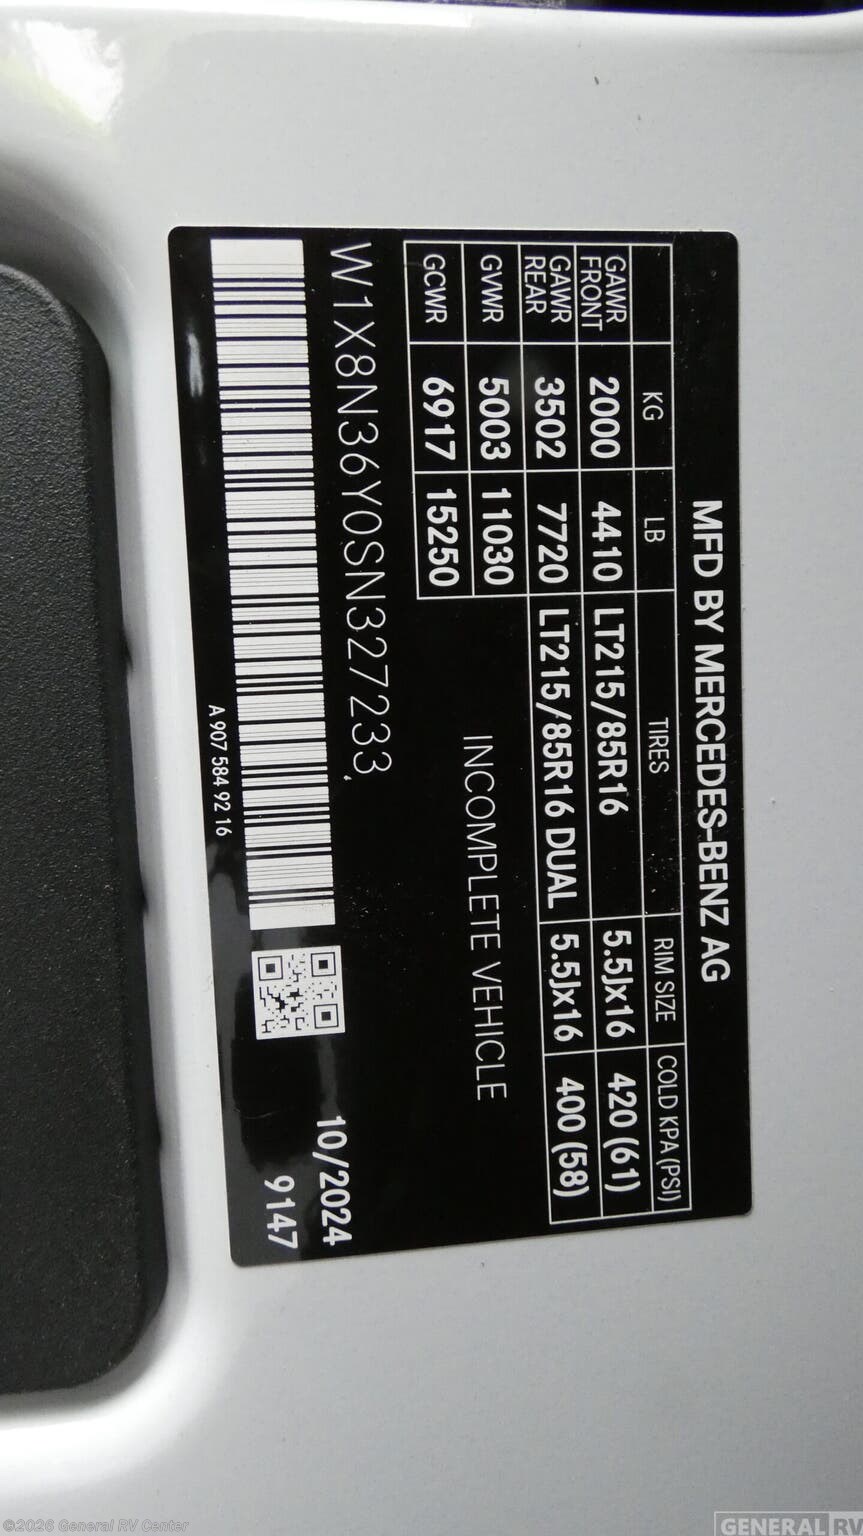 MFD BY MERCEDES-BENZ AG
KG LB TIRES RIM SIZE COLD KPA (PSI)
GAWR FRONT 2000 4410 LT215/85R16 5.5Jx16 420 (61)
GAWR REAR 3502 7720 LT215/85R16 DUAL 5.5Jx16 400 (58)
GVWR 5003 11030
GCWR 6917 15250
INCOMPLETE VEHICLE
W1X8N36Y0SN327233
10/2024
9147
A 907 584 92 16
©2026 General RV Center
GENERAL RV